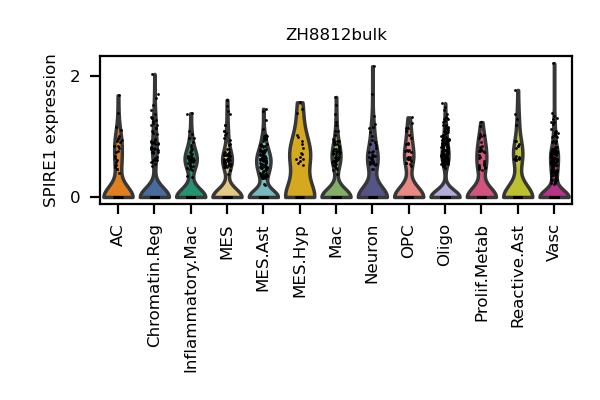 ZH8812bulk
SPIRE1 expression
2
0
AC
Chromatin.Reg
Inflammatory.Mac
MES
MES.Ast
MES.Hyp
Mac
Neuron
OPC
Oligo
Prolif.Metab
Reactive.Ast
Vasc